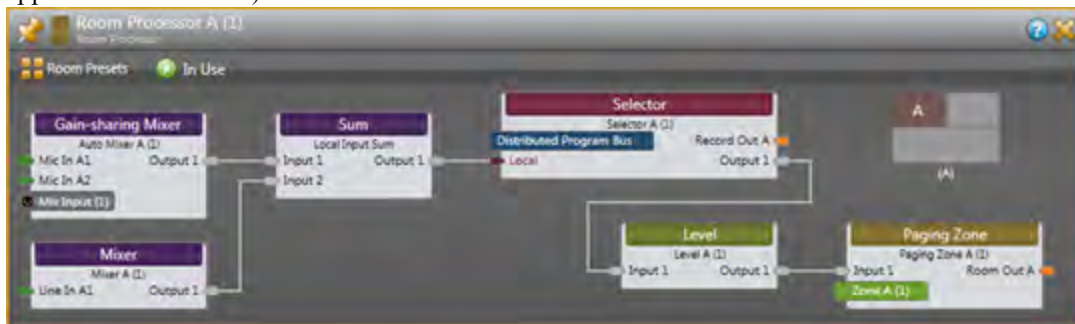 Room Processor A (1)
Room Processor
Room Presets
In Use
Gain-sharing Mixer
Auto Mixer A (1)
Mic In A1 Output 1
Mic In A2
Mix Input (1)
Mixer
Mixer A (1)
Line In A1 Output 1
Sum
Local Input Sum
Input 1 Output 1
Input 2
Selector
Selector A (1)
Distributed Program Bus Record Out A
Local Output 1
A
(A)
Level
Level A (1)
Input 1 Output 1
Paging Zone
Paging Zone A (1)
Input 1 Room Out A
Zone A (1)